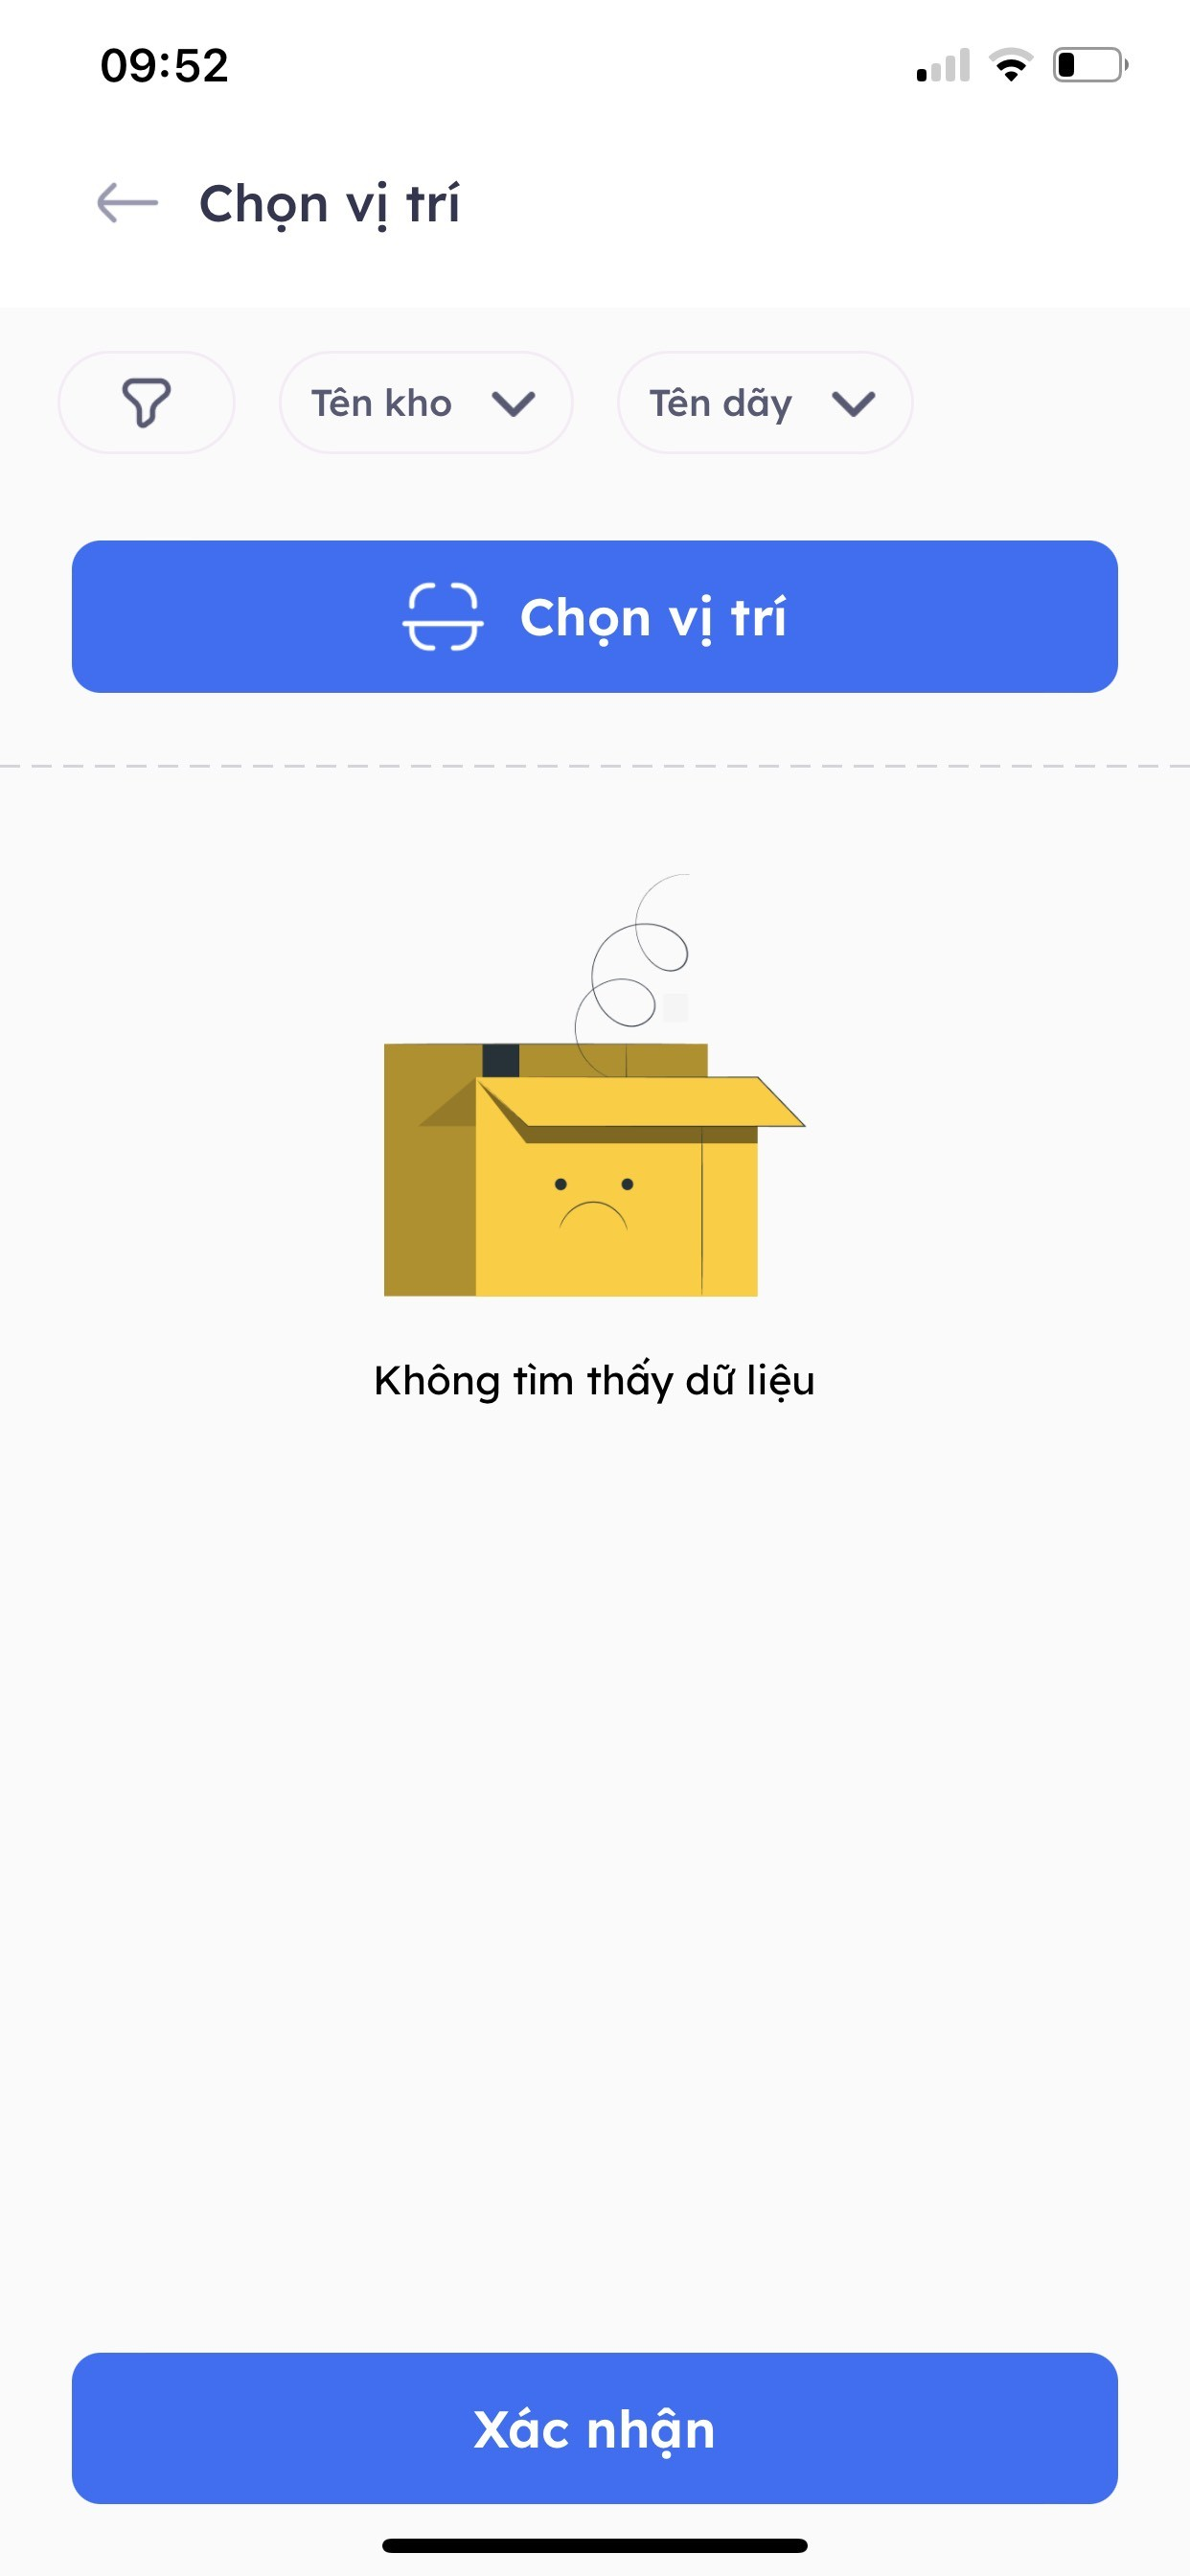 09:52
Chọn vị trí
Tên kho
Tên dãy
Chọn vị trí
Không tìm thấy dữ liệu
Xác nhận